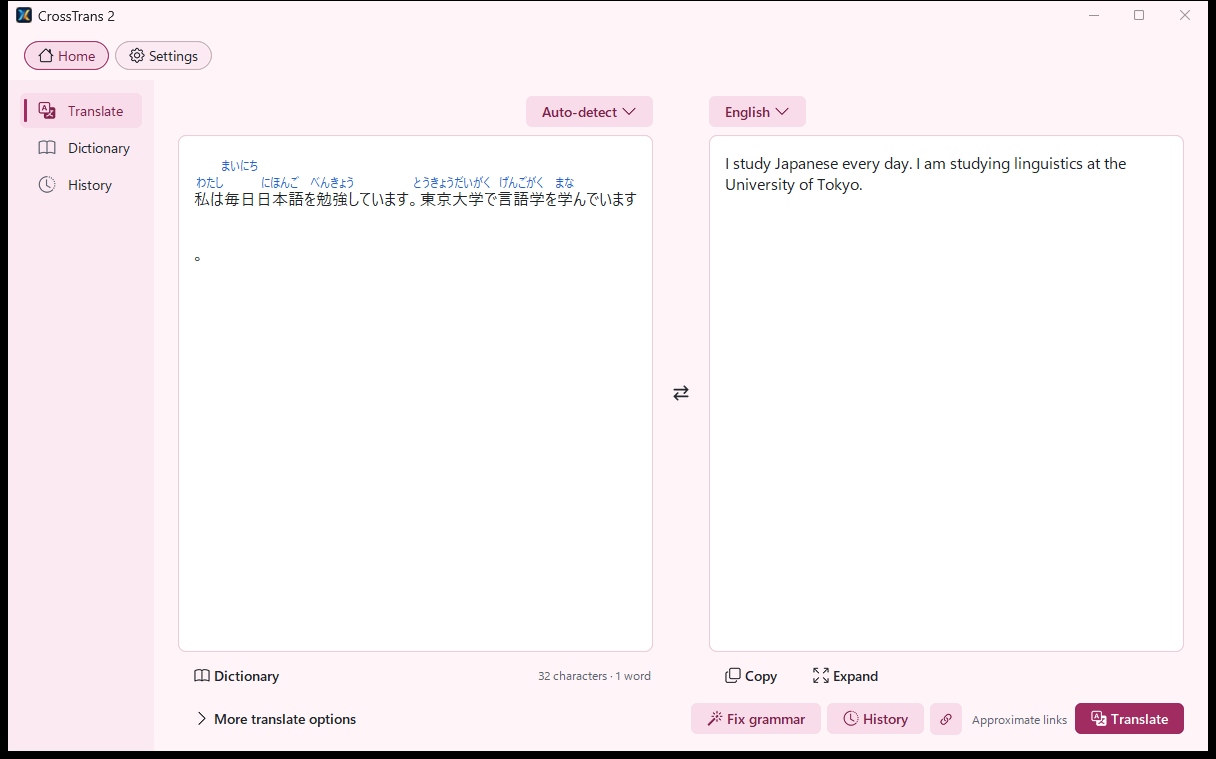 CrossTrans 2
Home
Settings
Translate
Dictionary
History
Auto-detect
English
まいにち
わたし にほんご べんきょう とうきょうだいがく げんごがく まな
私は毎日日本語を勉強しています。東京大学で言語学を学んでいます
。
I study Japanese every day. I am studying linguistics at the
University of Tokyo.
Dictionary
32 characters · 1 word
Copy
Expand
More translate options
Fix grammar
History
Approximate links
Translate